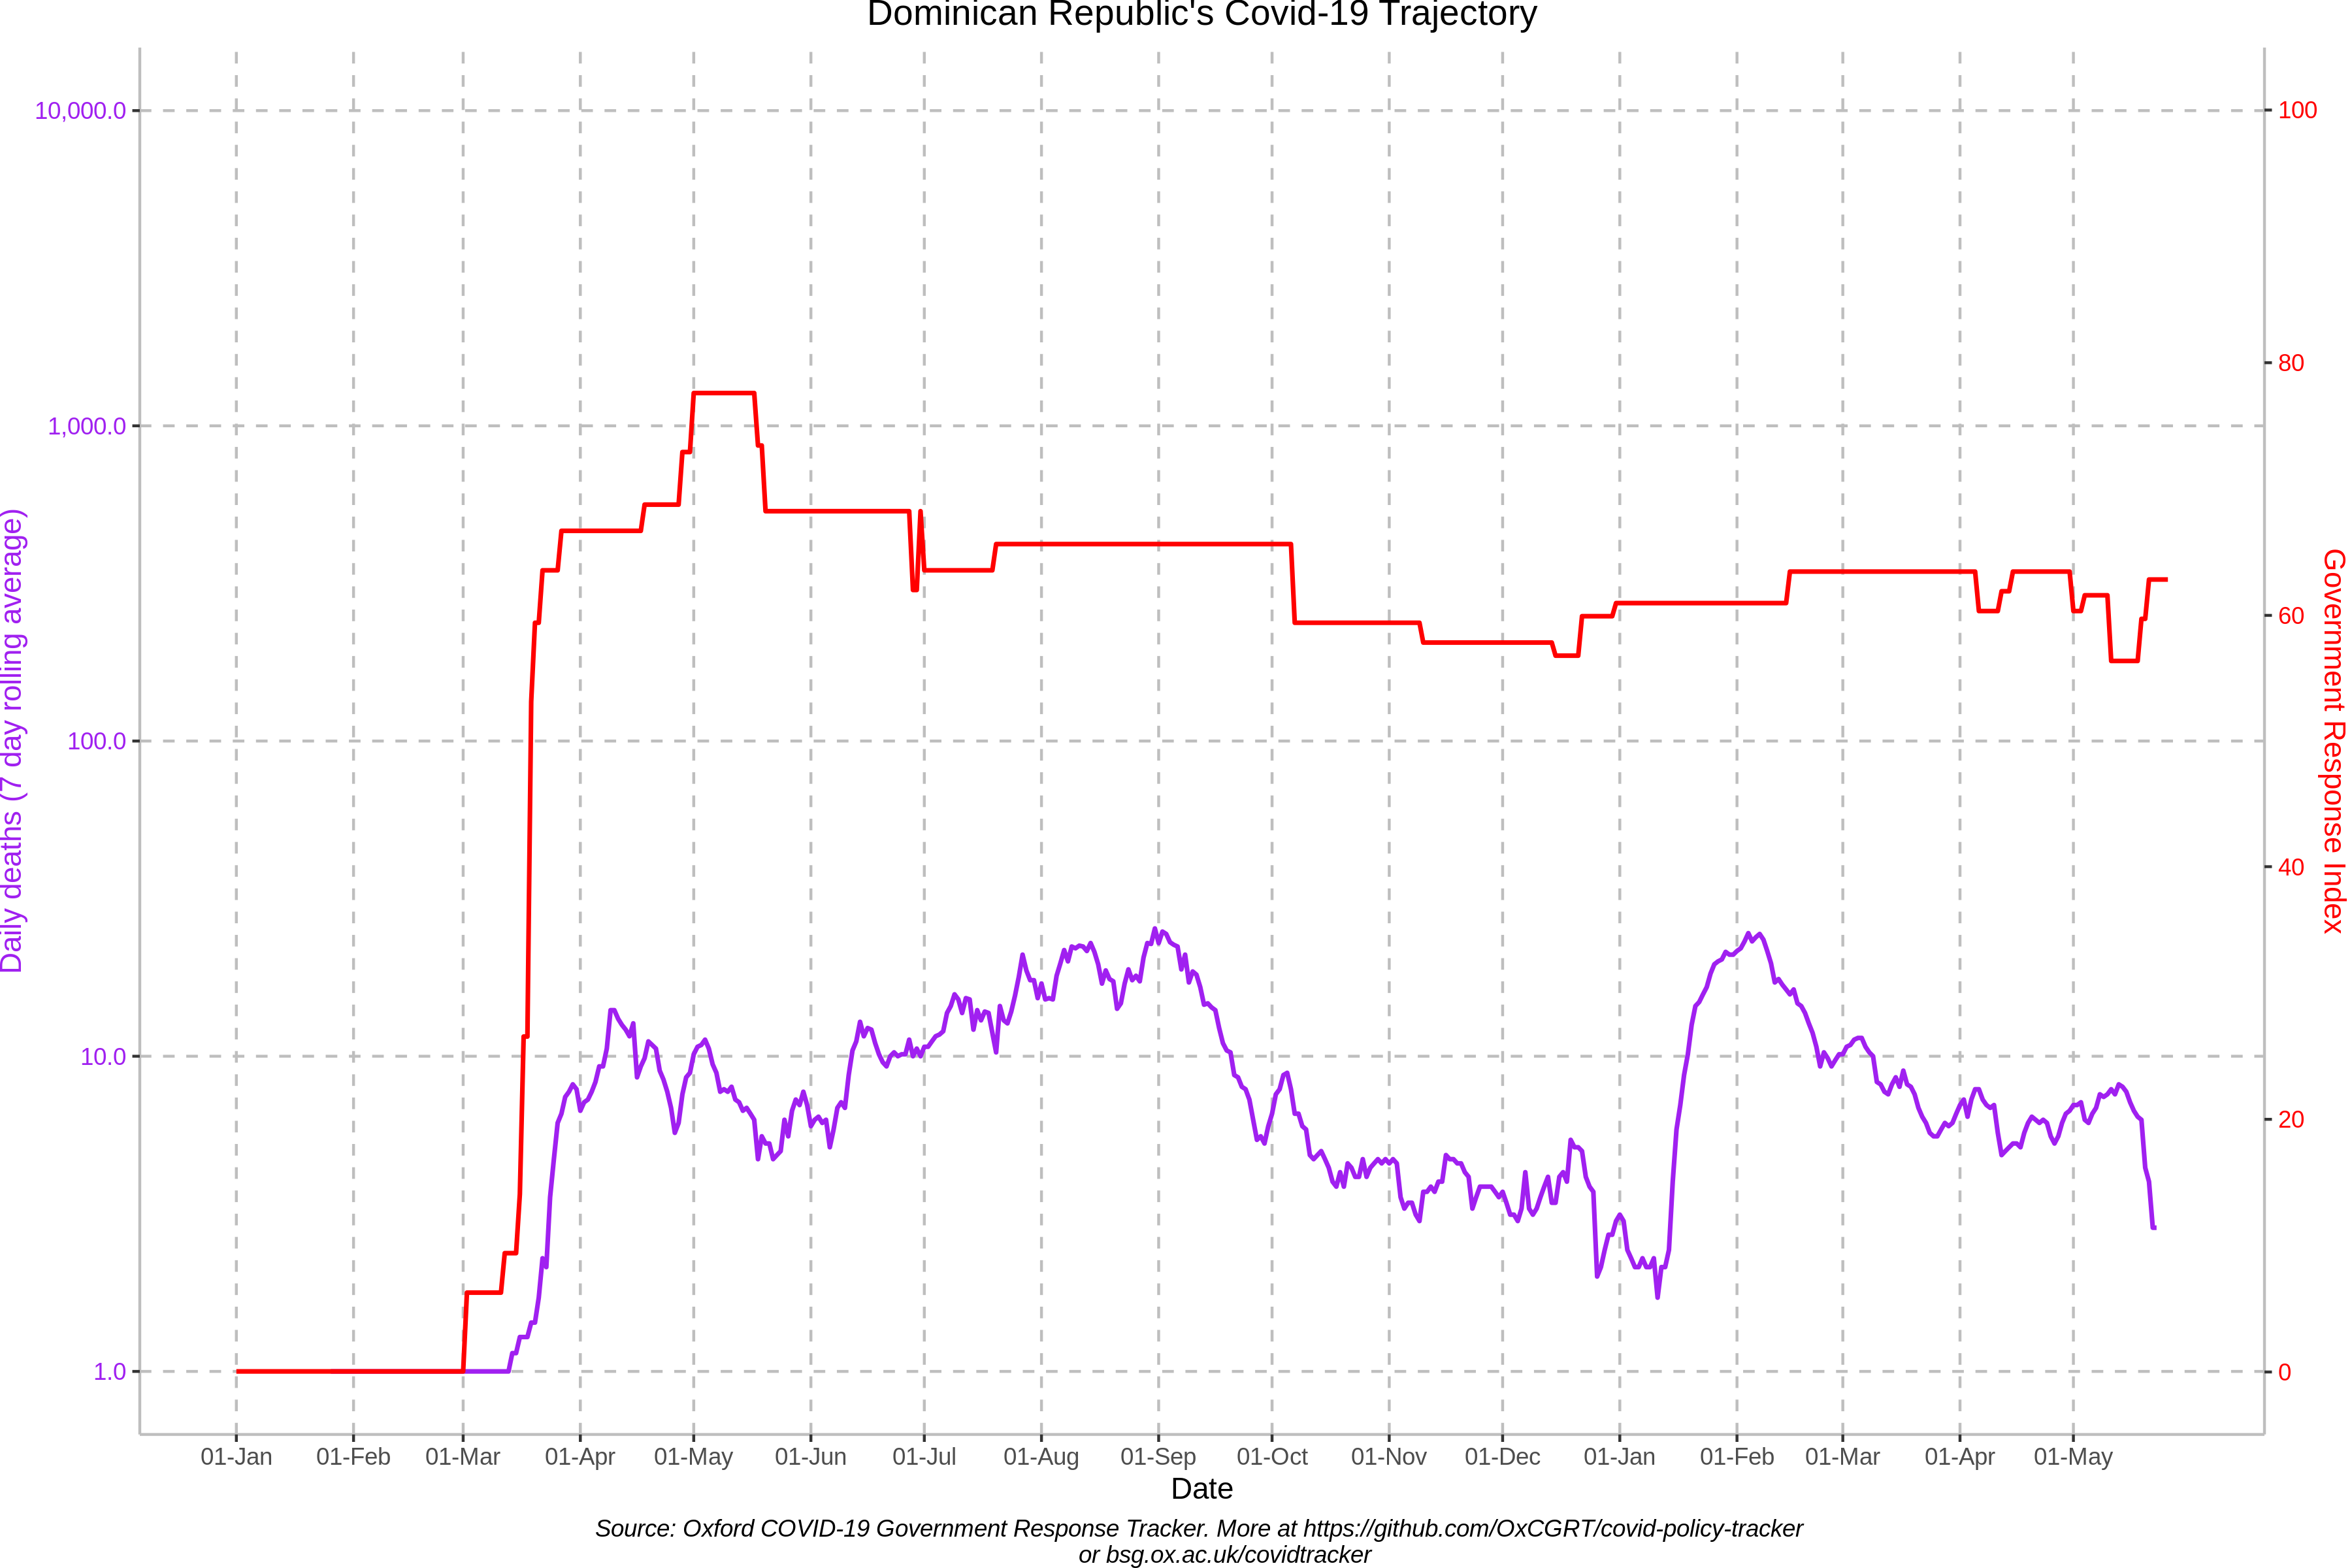 Dominican Republic's Covid-19 Trajectory
10,000.0
1,000.0
100.0
10.0
1.0
Daily deaths (7 day rolling average)
100
80
60
40
20
0
Government Response Index
01-Jan 01-Feb 01-Mar 01-Apr 01-May 01-Jun 01-Jul 01-Aug 01-Sep 01-Oct 01-Nov 01-Dec 01-Jan 01-Feb 01-Mar 01-Apr 01-May
Date
Source: Oxford COVID-19 Government Response Tracker. More at https://github.com/OxCGRT/covid-policy-tracker
or bsg.ox.ac.uk/covidtracker